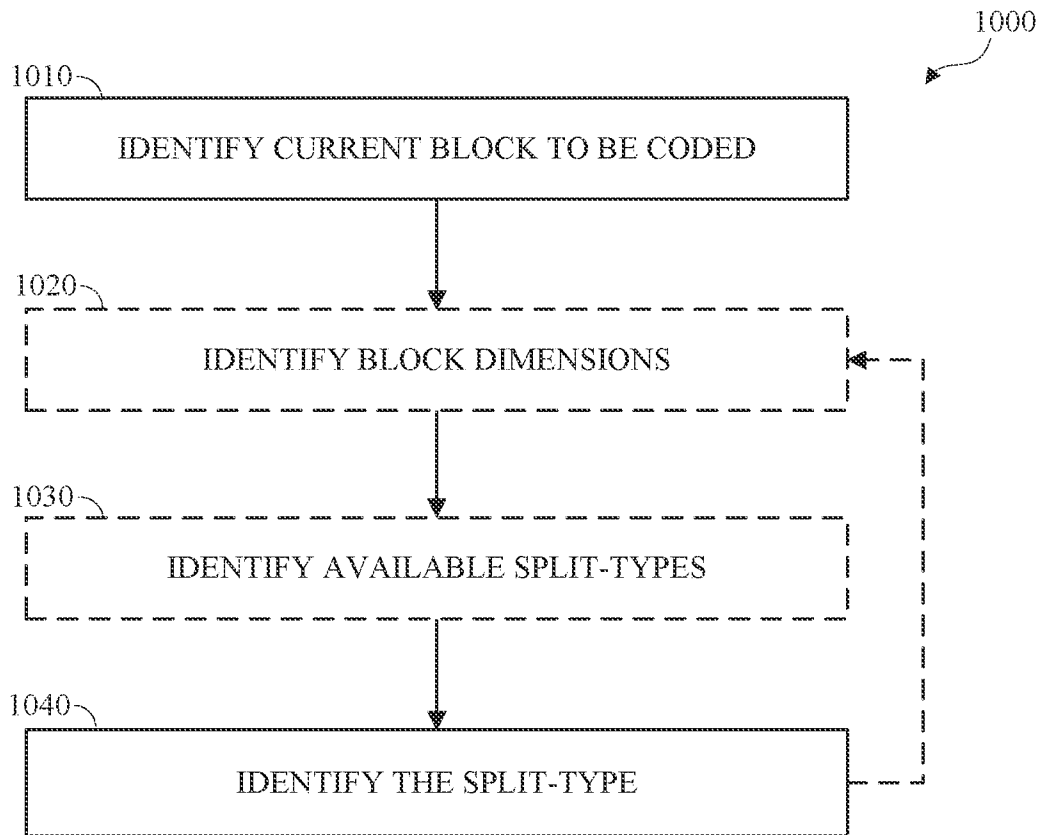 1000
1010
IDENTIFY CURRENT BLOCK TO BE CODED
1020
IDENTIFY BLOCK DIMENSIONS
1030
IDENTIFY AVAILABLE SPLIT-TYPES
1040
IDENTIFY THE SPLIT-TYPE